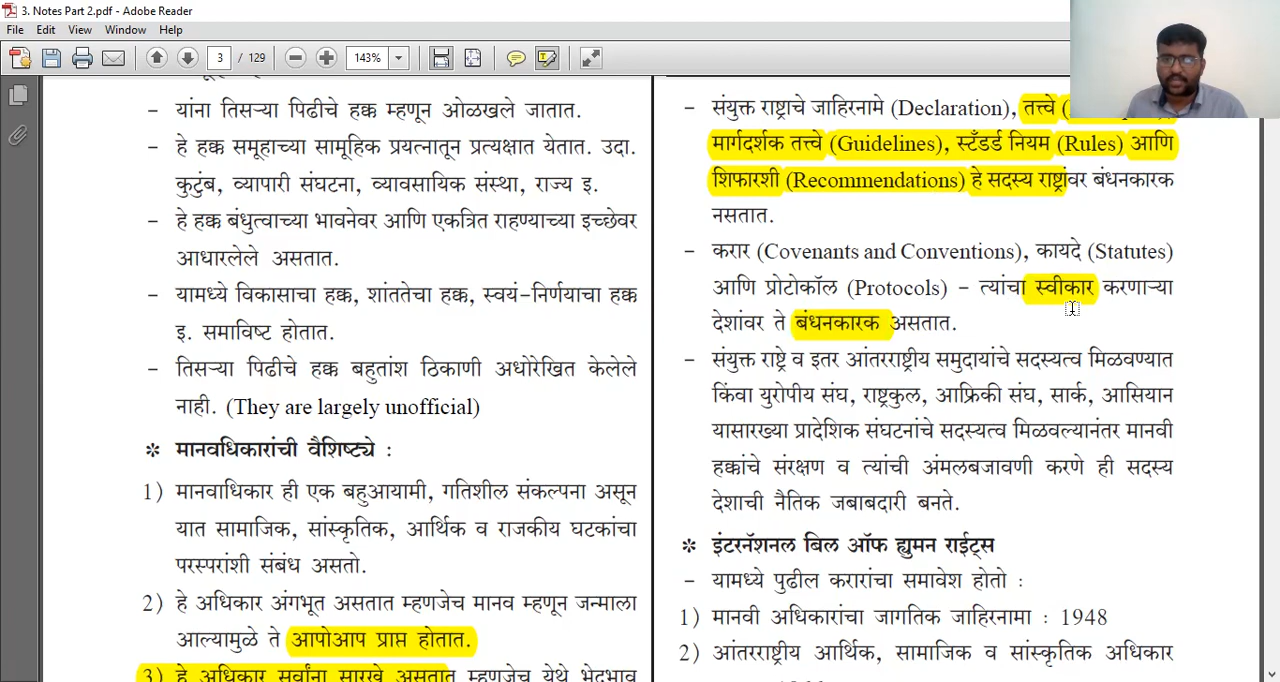 3. Notes Part 2.pdf - Adobe Reader
File Edit View Window Help
3 / 129 143%
– यांना तिसऱ्या पिढीचे हक्क म्हणून ओळखले जातात.
– हे हक्क समूहाच्या सामूहिक प्रयत्नातून प्रत्यक्षात येतात. उदा.
कुटुंब, व्यापारी संघटना, व्यावसायिक संस्था, राज्य इ.
– हे हक्क बंधुत्वाच्या भावनेवर आणि एकत्रित राहण्याच्या इच्छेवर
आधारलेले असतात.
– यामध्ये विकासाचा हक्क, शांततेचा हक्क, स्वयं-निर्णयाचा हक्क
इ. समाविष्ट होतात.
– तिसऱ्या पिढीचे हक्क बहुतांश ठिकाणी अधोरेखित केलेले
नाही. (They are largely unofficial)
* मानवधिकारांची वैशिष्ट्ये :
1) मानवाधिकार ही एक बहुआयामी, गतिशील संकल्पना असून
यात सामाजिक, सांस्कृतिक, आर्थिक व राजकीय घटकांचा
परस्परांशी संबंध असतो.
2) हे अधिकार अंगभूत असतात म्हणजेच मानव म्हणून जन्माला
आल्यामुळे ते आपोआप प्राप्त होतात.
3) हे अधिकार सर्वांना सारखे असतात म्हणजेच येथे भेदभाव
– संयुक्त राष्ट्राचे जाहिरनामे (Declaration), तत्त्वे
मार्गदर्शक तत्त्वे (Guidelines), स्टँडर्ड नियम (Rules) आणि
शिफारशी (Recommendations) हे सदस्य राष्ट्रांवर बंधनकारक
नसतात.
– करार (Covenants and Conventions), कायदे (Statutes)
आणि प्रोटोकॉल (Protocols) – त्यांचा स्वीकार करणाऱ्या
देशांवर ते बंधनकारक असतात.
– संयुक्त राष्ट्रे व इतर आंतरराष्ट्रीय समुदायांचे सदस्यत्व मिळवण्यात
किंवा युरोपीय संघ, राष्ट्रकुल, आफ्रिकी संघ, सार्क, आसियान
यासारख्या प्रादेशिक संघटनांचे सदस्यत्व मिळवल्यानंतर मानवी
हक्कांचे संरक्षण व त्यांची अंमलबजावणी करणे ही सदस्य
देशाची नैतिक जबाबदारी बनते.
* इंटरनॅशनल बिल ऑफ ह्युमन राईट्स
– यामध्ये पुढील करारांचा समावेश होतो :
1) मानवी अधिकारांचा जागतिक जाहिरनामा : 1948
2) आंतरराष्ट्रीय आर्थिक, सामाजिक व सांस्कृतिक अधिकार